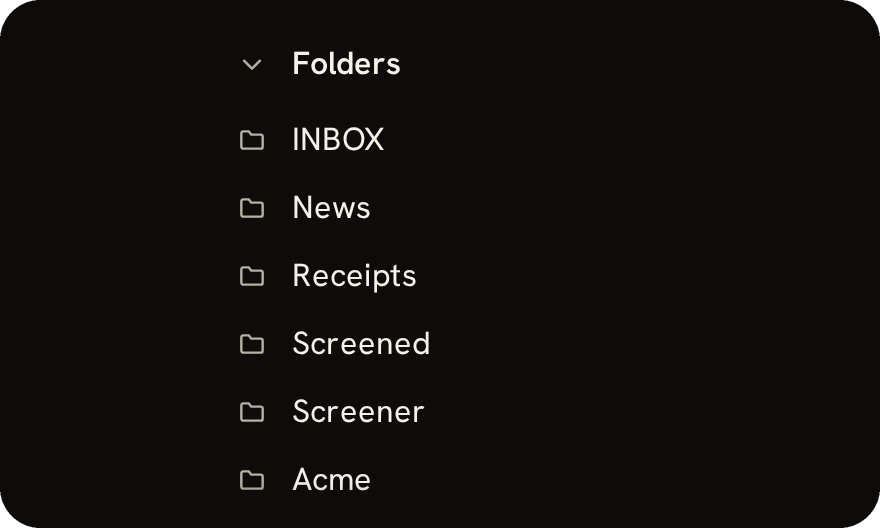 Folders
INBOX
News
Receipts
Screened
Screener
Acme